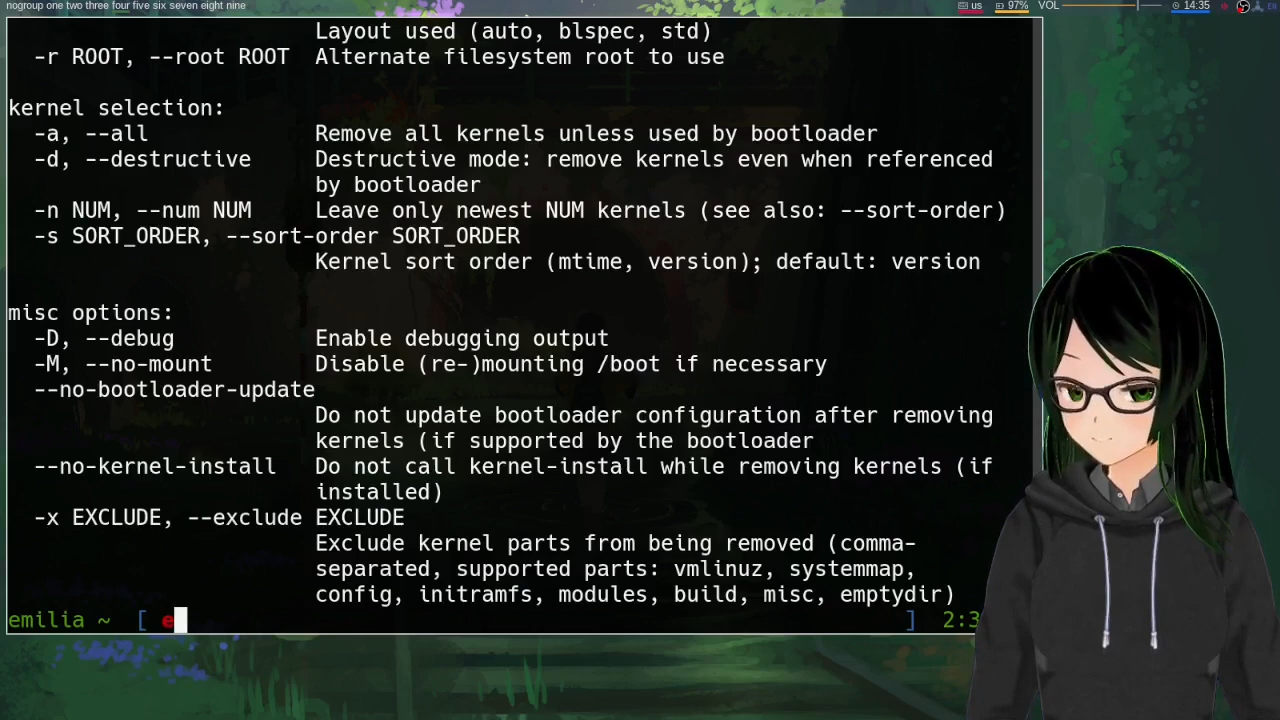 nogroup one two three four five six seven eight nine
us 97% VOL 14:35
Layout used (auto, blspec, std)
-r ROOT, --root ROOT Alternate filesystem root to use
kernel selection:
-a, --all Remove all kernels unless used by bootloader
-d, --destructive Destructive mode: remove kernels even when referenced
by bootloader
-n NUM, --num NUM Leave only newest NUM kernels (see also: --sort-order)
-s SORT_ORDER, --sort-order SORT_ORDER
Kernel sort order (mtime, version); default: version
misc options:
-D, --debug Enable debugging output
-M, --no-mount Disable (re-)mounting /boot if necessary
--no-bootloader-update
Do not update bootloader configuration after removing
kernels (if supported by the bootloader
--no-kernel-install Do not call kernel-install while removing kernels (if
installed)
-x EXCLUDE, --exclude EXCLUDE
Exclude kernel parts from being removed (comma-
separated, supported parts: vmlinuz, systemmap,
config, initramfs, modules, build, misc, emptydir)
emilia ~ [ e ] 2:3